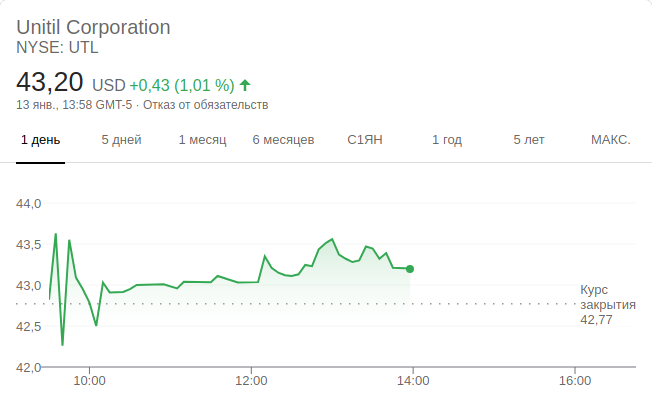 Unitil Corporation
NYSE: UTL
43,20 USD +0,43 (1,01 %)
13 янв., 13:58 GMT-5 · Отказ от обязательств
1 день 5 дней 1 месяц 6 месяцев С1ЯН 1 год 5 лет МАКС.
44,0
43,5
43,0
42,5
42,0
Курс
закрытия
42,77
10:00 12:00 14:00 16:00